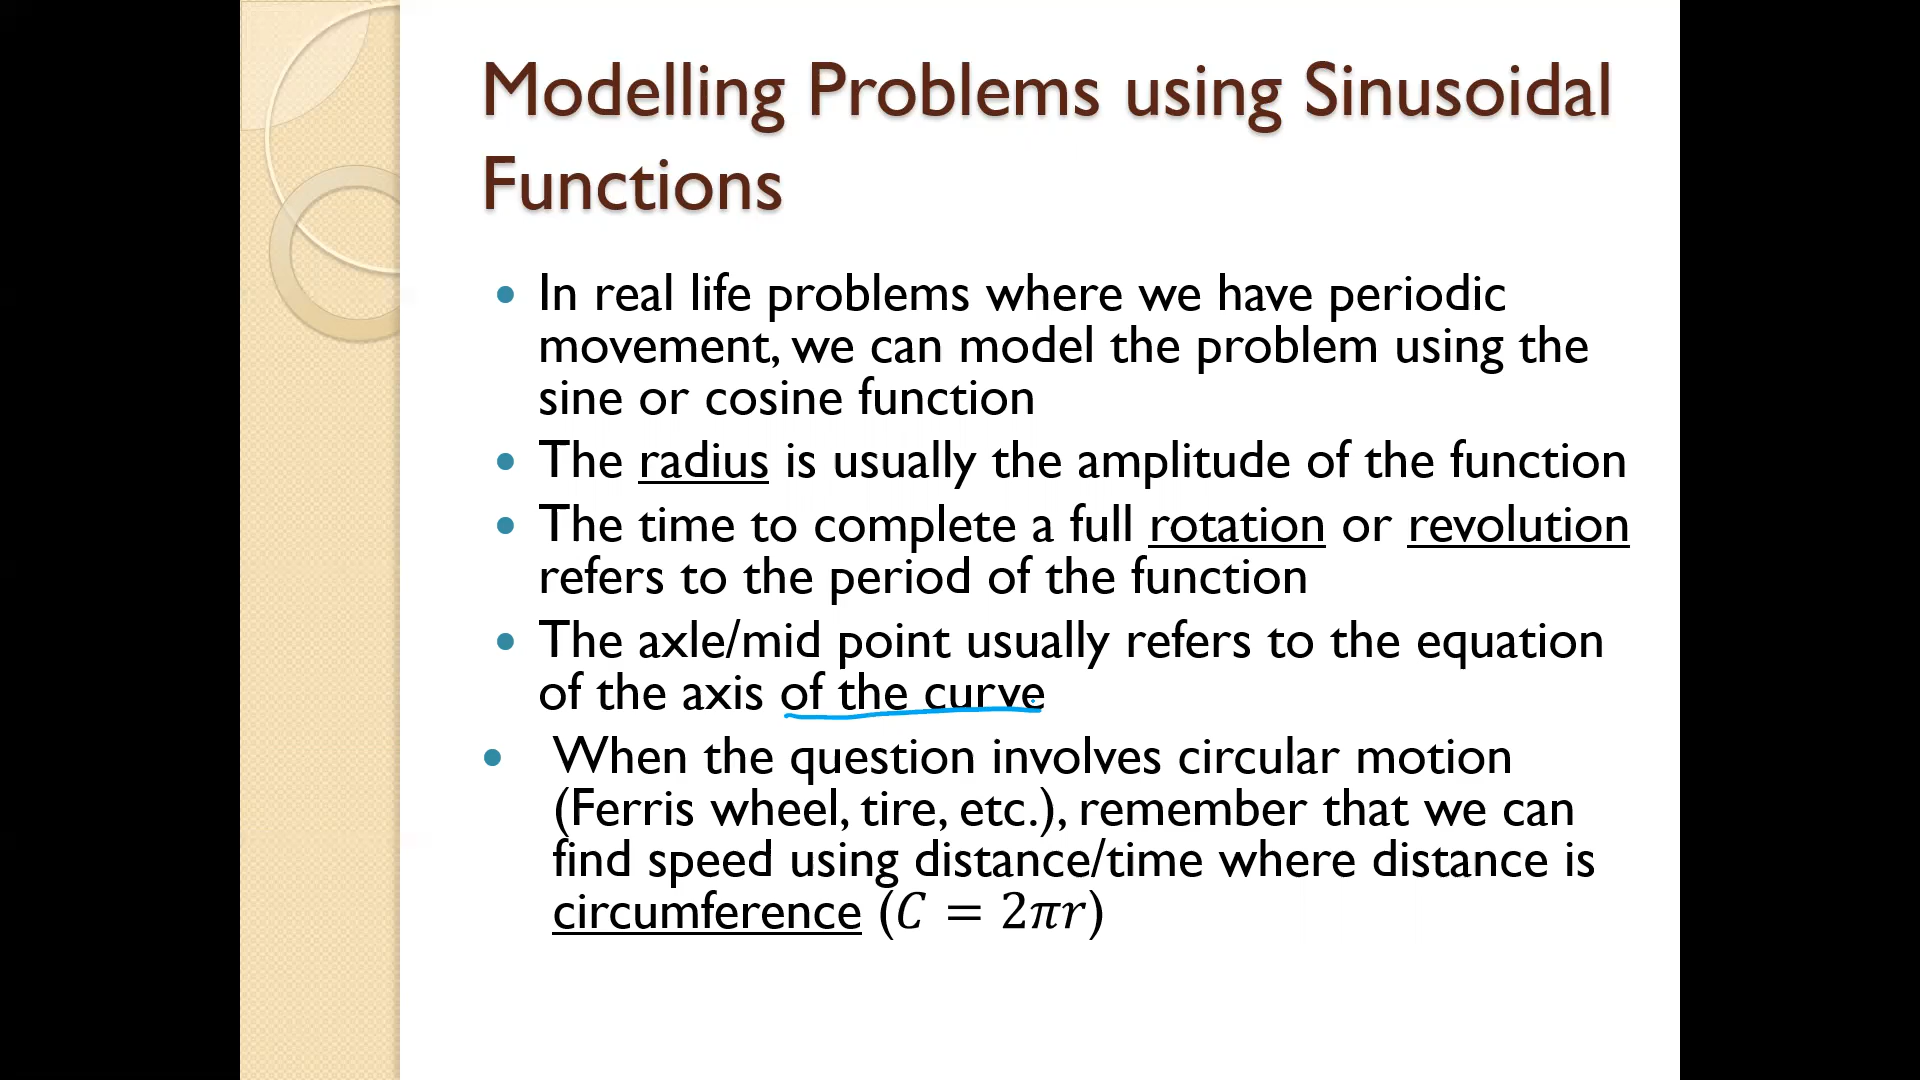 Modelling Problems using Sinusoidal
Functions
• In real life problems where we have periodic
movement, we can model the problem using the
sine or cosine function
• The radius is usually the amplitude of the function
• The time to complete a full rotation or revolution
refers to the period of the function
• The axle/mid point usually refers to the equation
of the axis of the curve
• When the question involves circular motion
(Ferris wheel, tire, etc.), remember that we can
find speed using distance/time where distance is
circumference (C = 2πr)